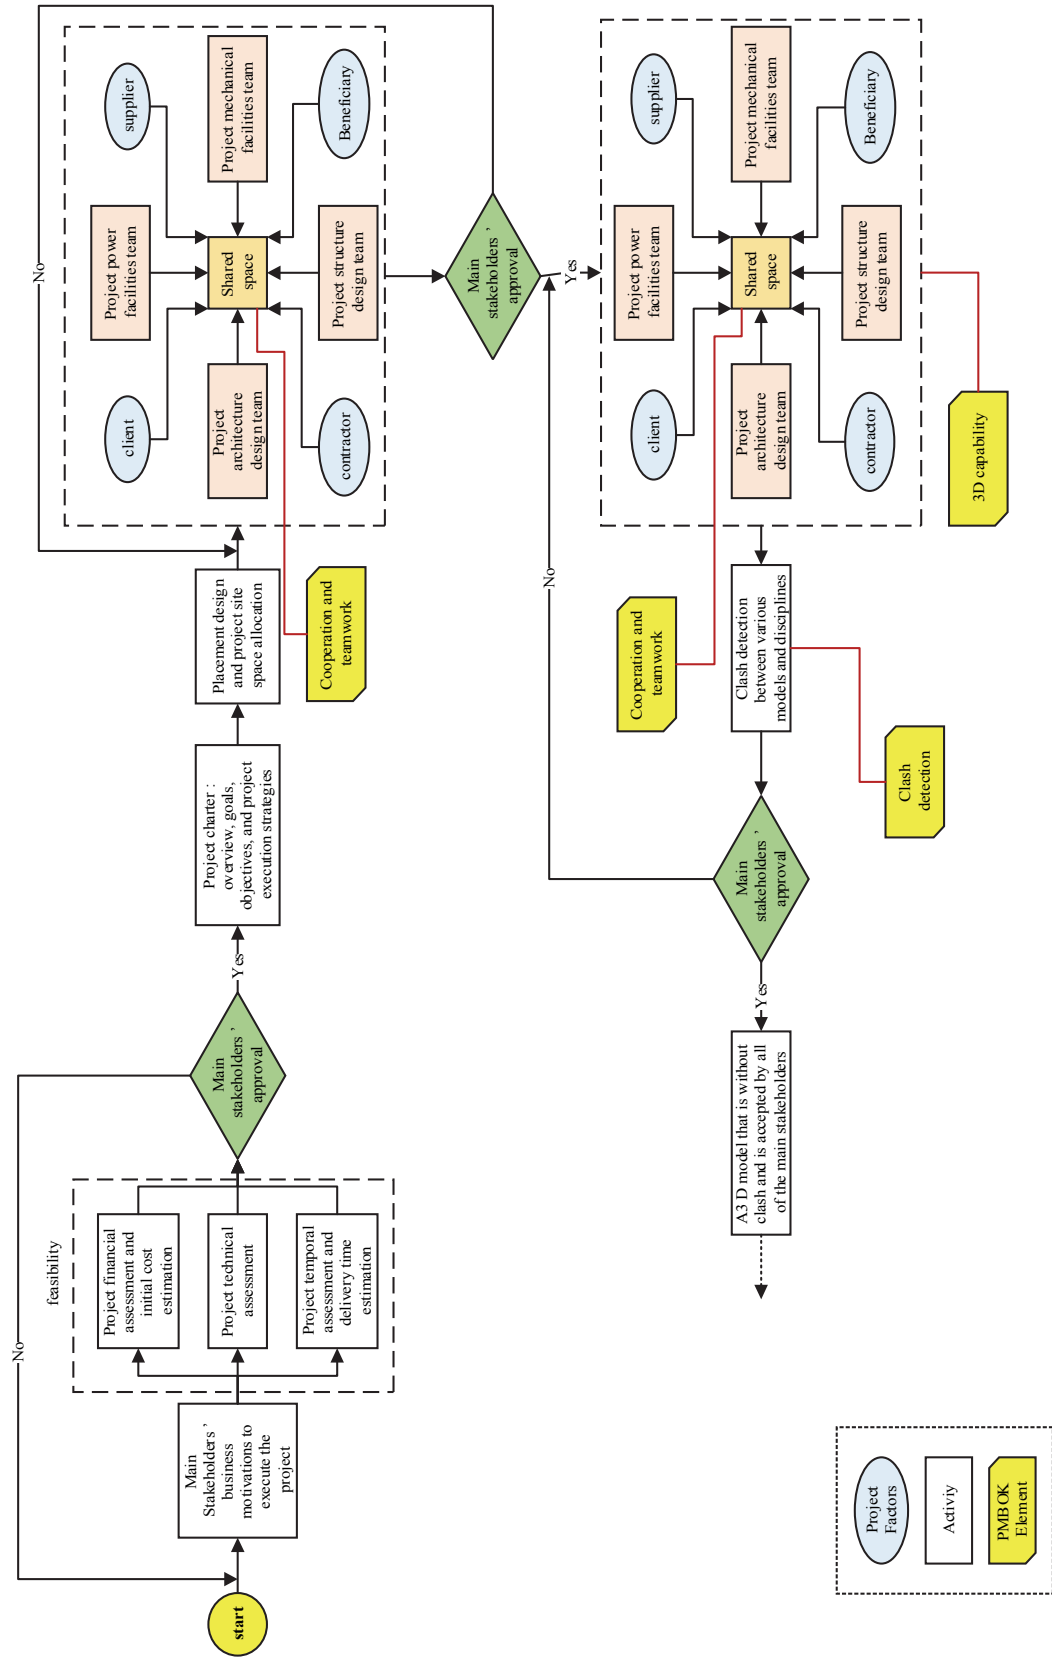 start
Main
Stakeholders’
business
motivations to
execute the
project
feasibility
Project financial
assessment and
initial cost
estimation
Project technical
assessment
Project temporal
assessment and
delivery time
estimation
No
Main
stakeholders’
approval
Yes
Project charter :
overview, goals,
objectives, and project
execution strategies
Placement design
and project site
space allocation
Cooperation and
teamwork
No
client
Project power
facilities team
supplier
Project
architecture
design team
Shared
space
Project mechanical
facilities team
contractor
Project structure
design team
Beneficiary
Main
stakeholders’
approval
Yes
client
Project power
facilities team
supplier
Project
architecture
design team
Shared
space
Project mechanical
facilities team
contractor
Project structure
design team
Beneficiary
3D capability
Cooperation and
teamwork
Clash detection
between various
models and disciplines
Clash
detection
No
Main
stakeholders’
approval
Yes
A3 D model that is without
clash and is accepted by all
of the main stakeholders
Project
Factors
Activiy
PMBOK
Element